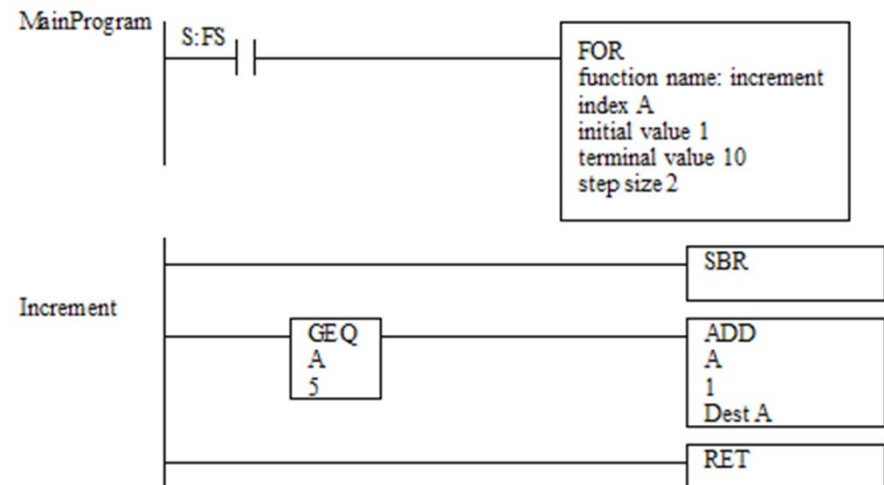 MainProgram
S:FS
FOR
function name: increment
index A
initial value 1
terminal value 10
step size 2
SBR
Increment
GEQ
A
5
ADD
A
1
Dest A
RET